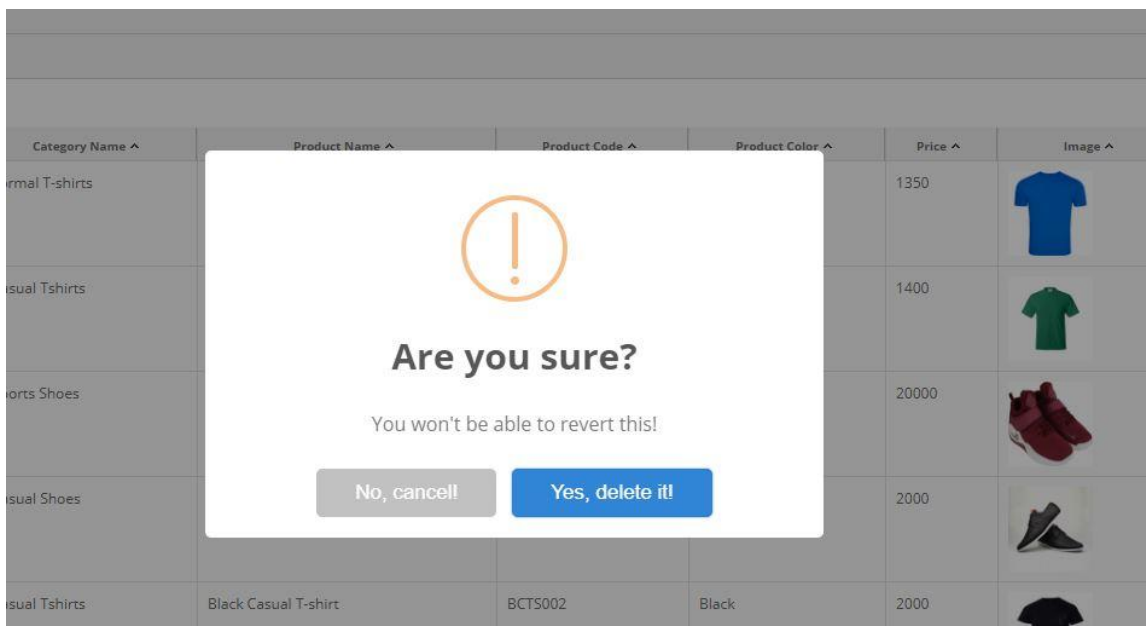 Category Name Product Name Product Code Product Color Price Image
rmal T-shirts 1350
sual Tshirts 1400
orts Shoes 20000
sual Shoes 2000
sual Tshirts Black Casual T-shirt BCTS002 Black 2000
!
Are you sure?
You won't be able to revert this!
No, cancel! Yes, delete it!